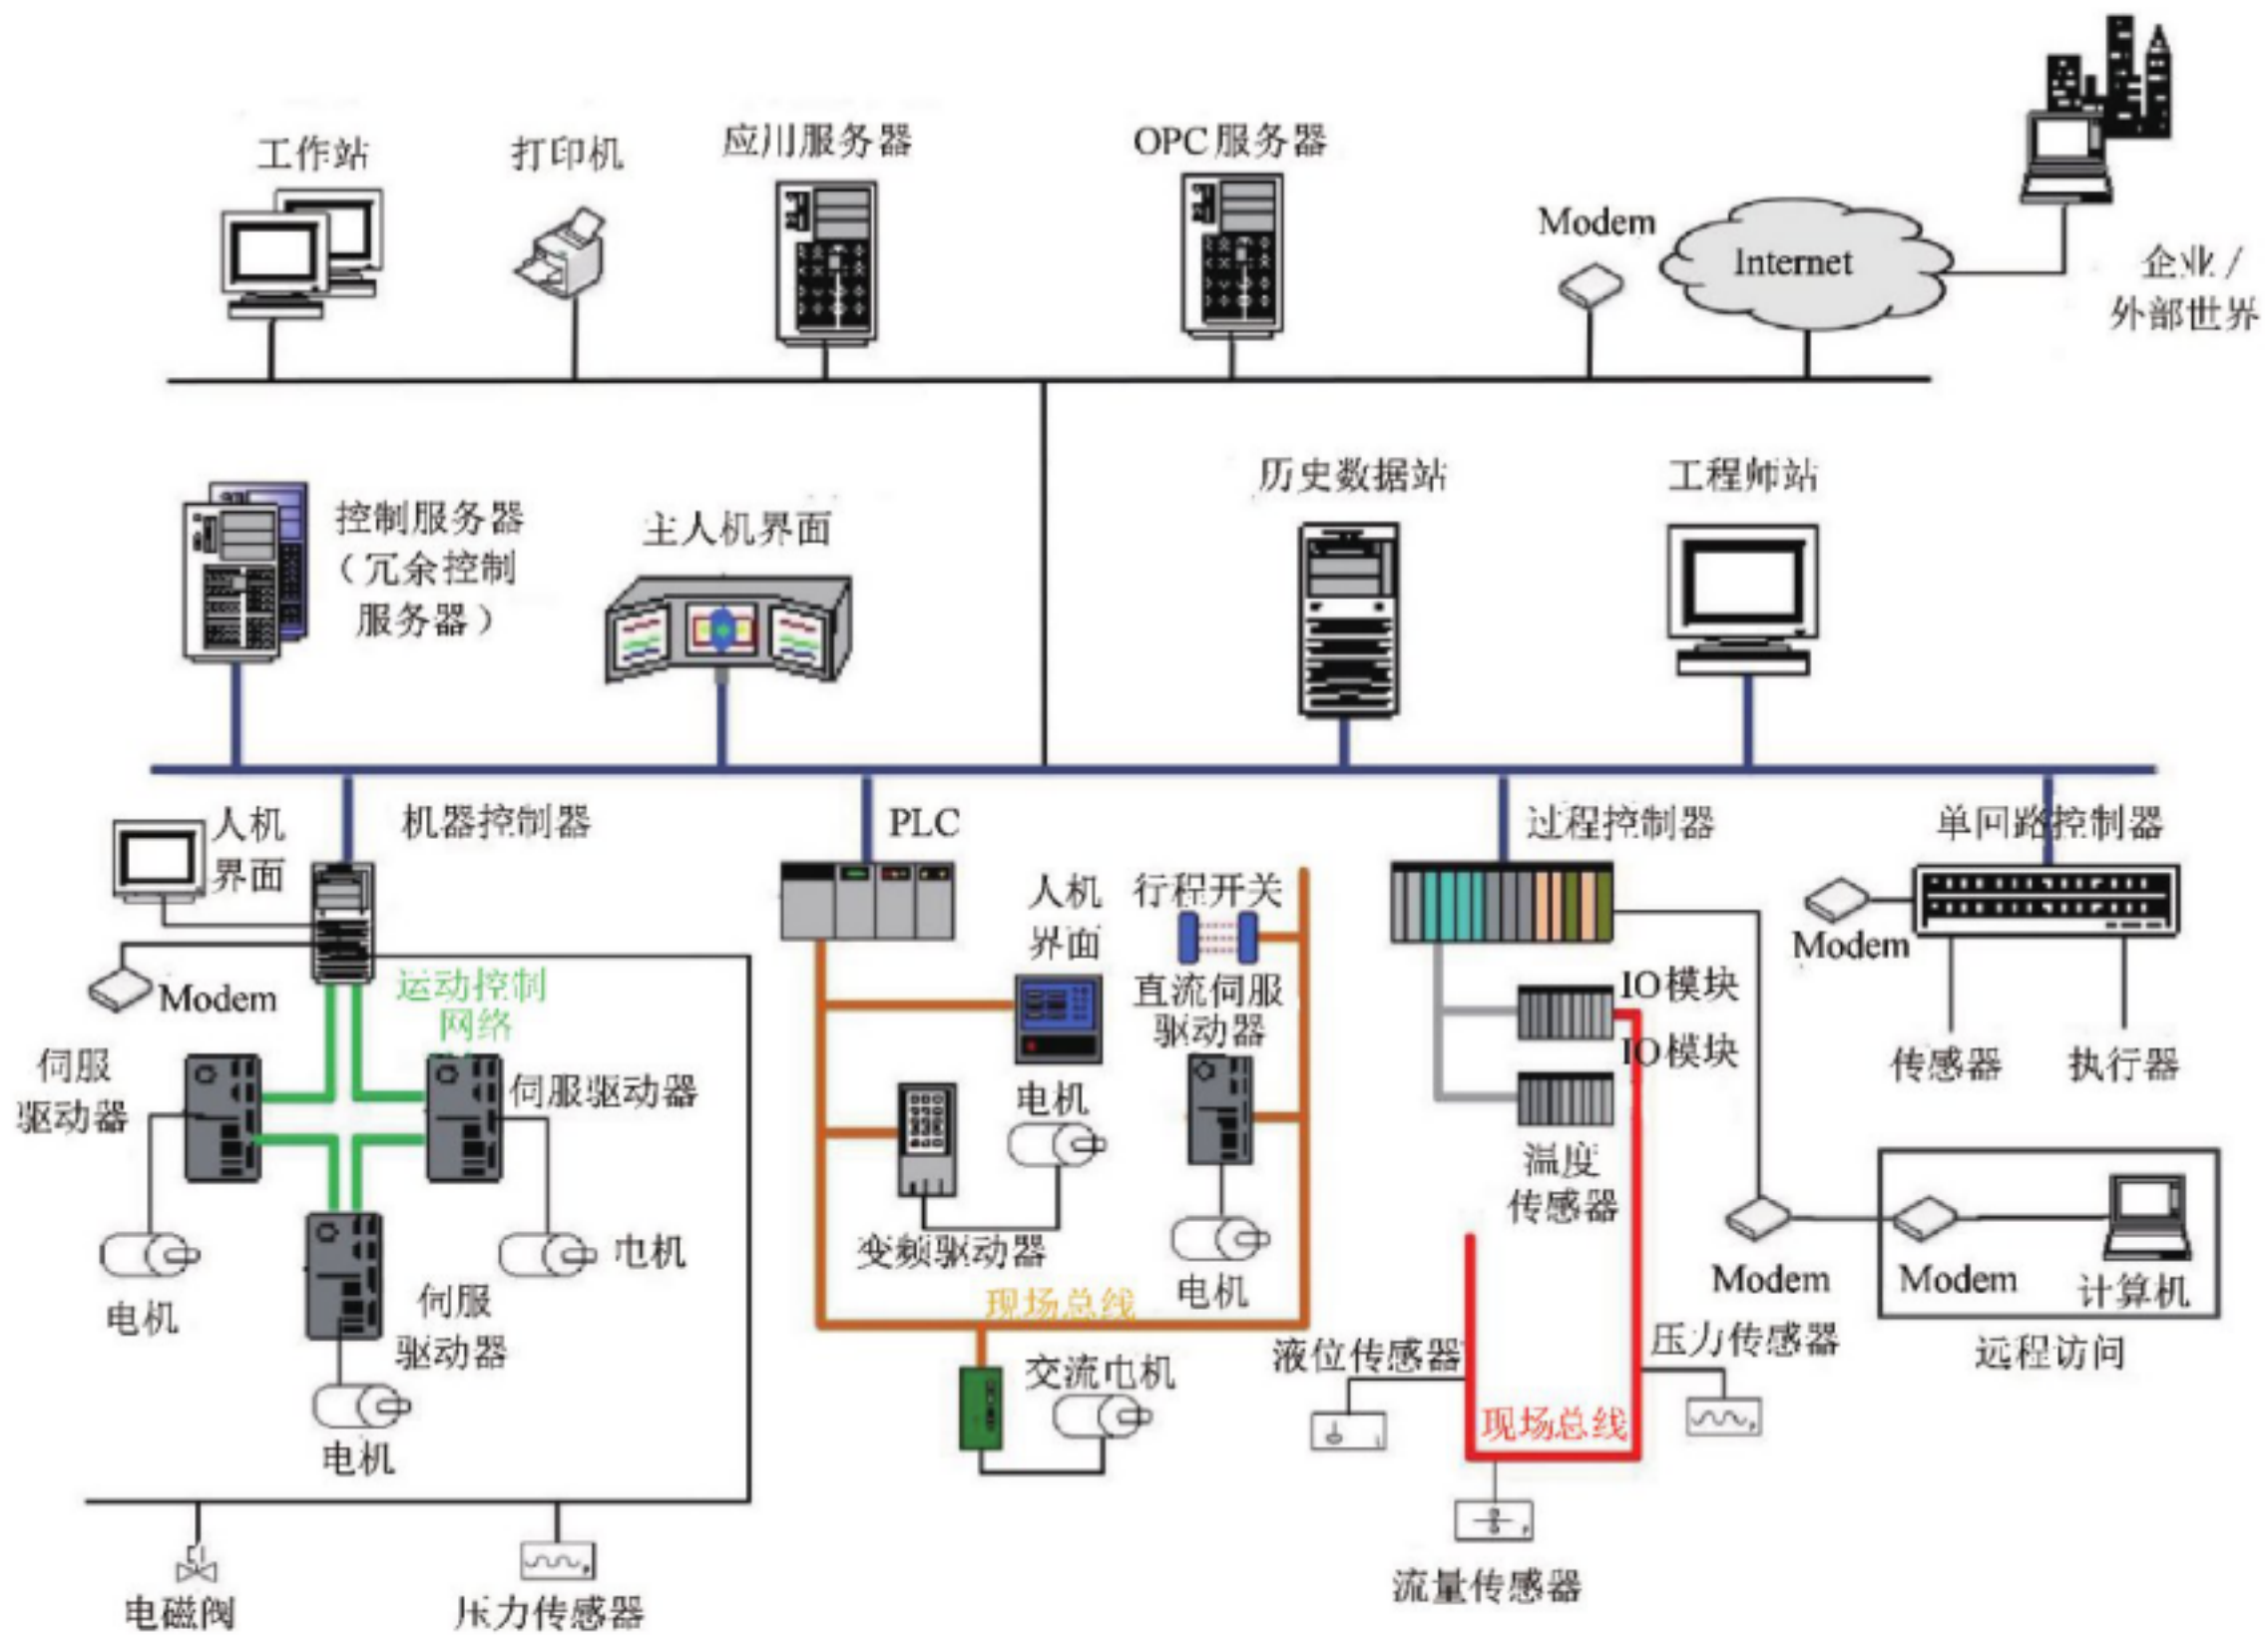 工作站
打印机
应用服务器
OPC服务器
Modem
Internet
企业/
外部世界
控制服务器
（冗余控制
服务器）
主人机界面
历史数据站
工程师站
人机
界面
机器控制器
PLC
过程控制器
单回路控制器
Modem
运动控制
网络
伺服
驱动器
伺服驱动器
电机
电机
伺服
驱动器
电机
电磁阀
压力传感器
人机
界面
行程开关
直流伺服
驱动器
电机
变频驱动器
电机
现场总线
交流电机
IO模块
IO模块
温度
传感器
Modem
传感器
执行器
Modem
Modem
计算机
远程访问
液位传感器
压力传感器
现场总线
流量传感器